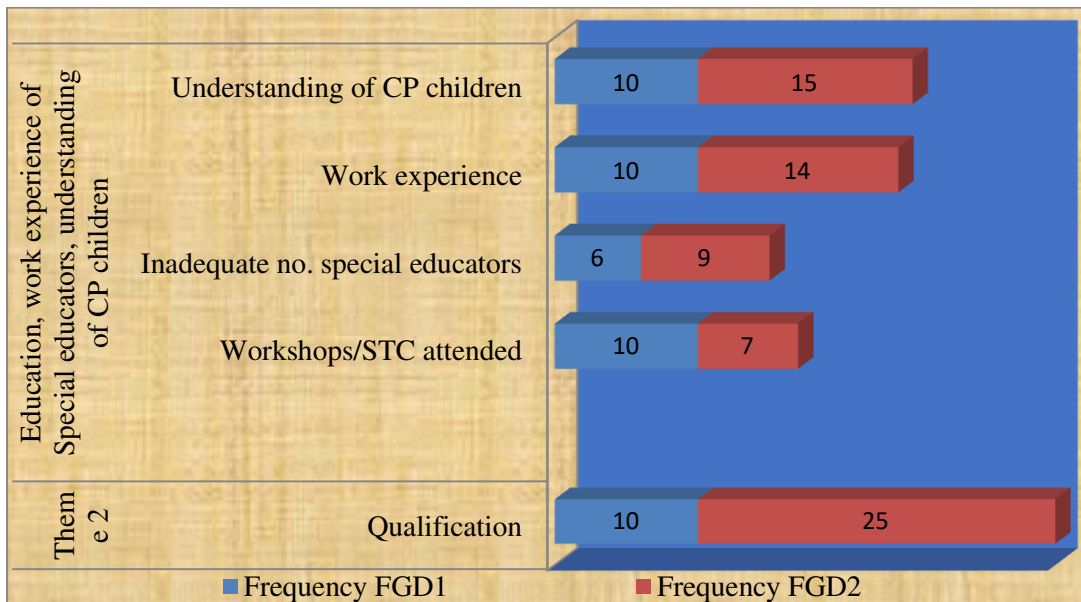 Education, work experience of
Special educators, understanding
of CP children
Understanding of CP children
10 15
Work experience
10 14
Inadequate no. special educators
6 9
Workshops/STC attended
10 7
Them
e 2
Qualification
10 25
Frequency FGD1 Frequency FGD2